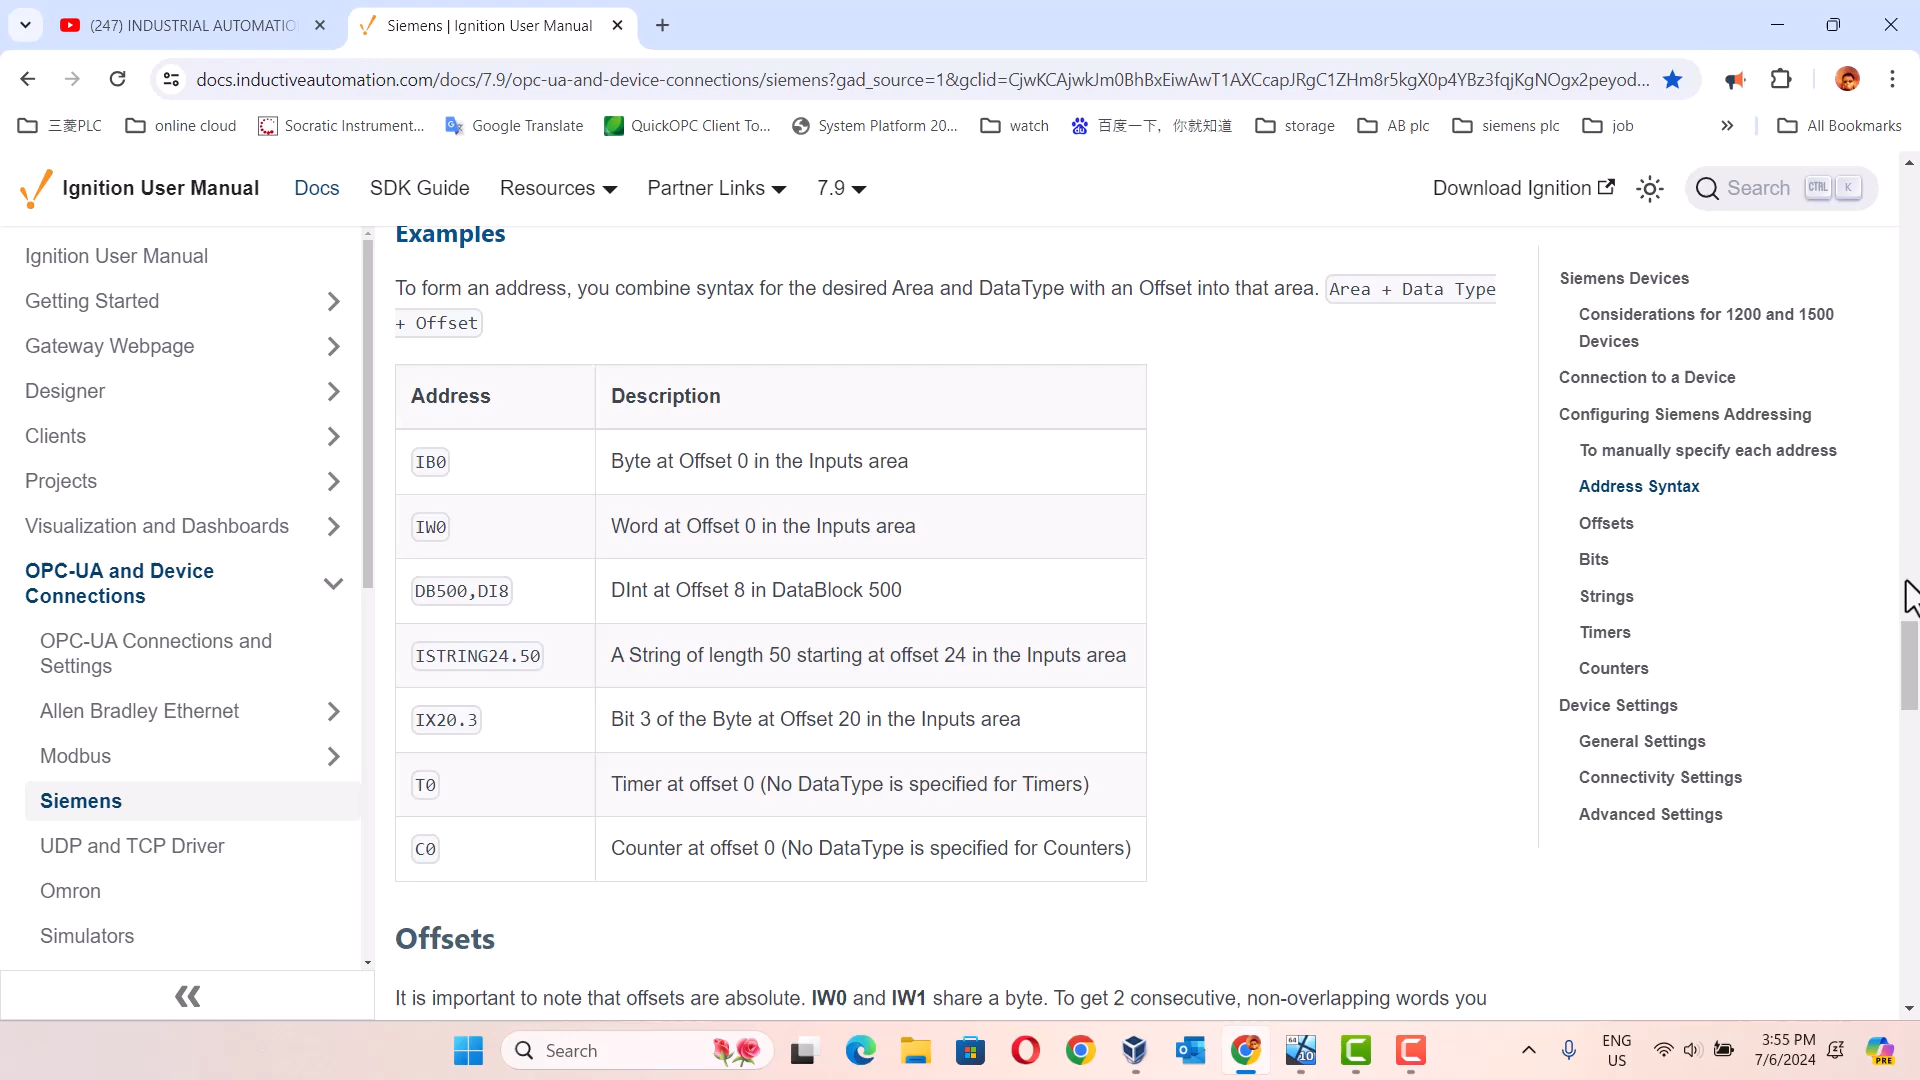 (247) INDUSTRIAL AUTOMATIO
Siemens | Ignition User Manual
docs.inductiveautomation.com/docs/7.9/opc-ua-and-device-connections/siemens?gad_source=1&gclid=CjwKCAjwkJm0BhBxEiwAwT1AXCcapJRgC1ZHm8r5kgX0p4YBz3fqjKgNOgx2peyod...
三菱PLC
online cloud
Socratic Instrument...
Google Translate
QuickOPC Client To...
System Platform 20...
watch
百度一下，你就知道
storage
AB plc
siemens plc
job
All Bookmarks
Ignition User Manual
Docs
SDK Guide
Resources
Partner Links
7.9
Download Ignition
Search
CTRL
K
Ignition User Manual
Getting Started
Gateway Webpage
Designer
Clients
Projects
Visualization and Dashboards
OPC-UA and Device
Connections
OPC-UA Connections and
Settings
Allen Bradley Ethernet
Modbus
Siemens
UDP and TCP Driver
Omron
Simulators
Examples
To form an address, you combine syntax for the desired Area and DataType with an Offset into that area. Area + Data Type
+ Offset
Address Description
IB0 Byte at Offset 0 in the Inputs area
IW0 Word at Offset 0 in the Inputs area
DB500,DI8 DInt at Offset 8 in DataBlock 500
ISTRING24.50 A String of length 50 starting at offset 24 in the Inputs area
IX20.3 Bit 3 of the Byte at Offset 20 in the Inputs area
T0 Timer at offset 0 (No DataType is specified for Timers)
C0 Counter at offset 0 (No DataType is specified for Counters)
Offsets
It is important to note that offsets are absolute. IW0 and IW1 share a byte. To get 2 consecutive, non-overlapping words you
Siemens Devices
Considerations for 1200 and 1500
Devices
Connection to a Device
Configuring Siemens Addressing
To manually specify each address
Address Syntax
Offsets
Bits
Strings
Timers
Counters
Device Settings
General Settings
Connectivity Settings
Advanced Settings
Search
64
10
ENG
US
3:55 PM
7/6/2024
PRE